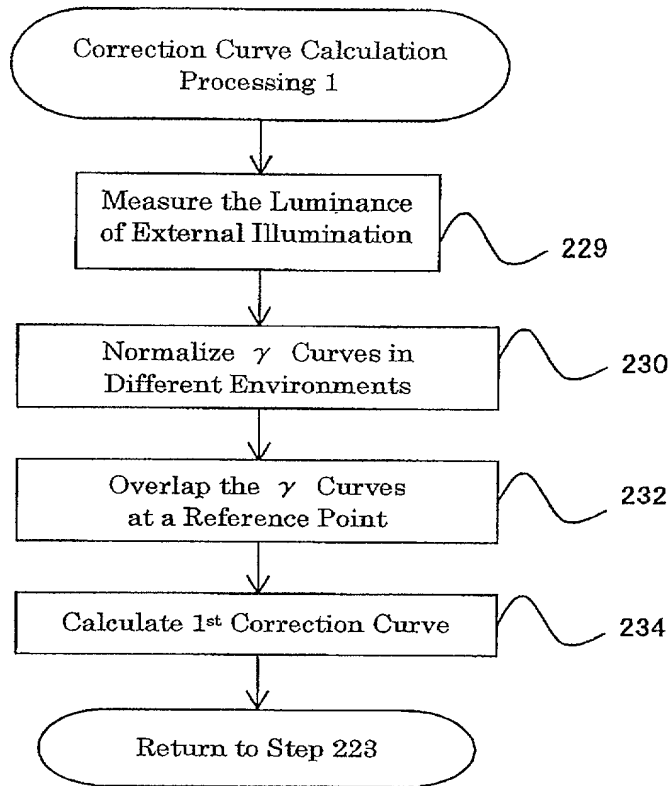 Correction Curve Calculation
Processing 1
Measure the Luminance
of External Illumination
229
Normalize γ Curves in
Different Environments
230
Overlap the γ Curves
at a Reference Point
232
Calculate 1st Correction Curve
234
Return to Step 223